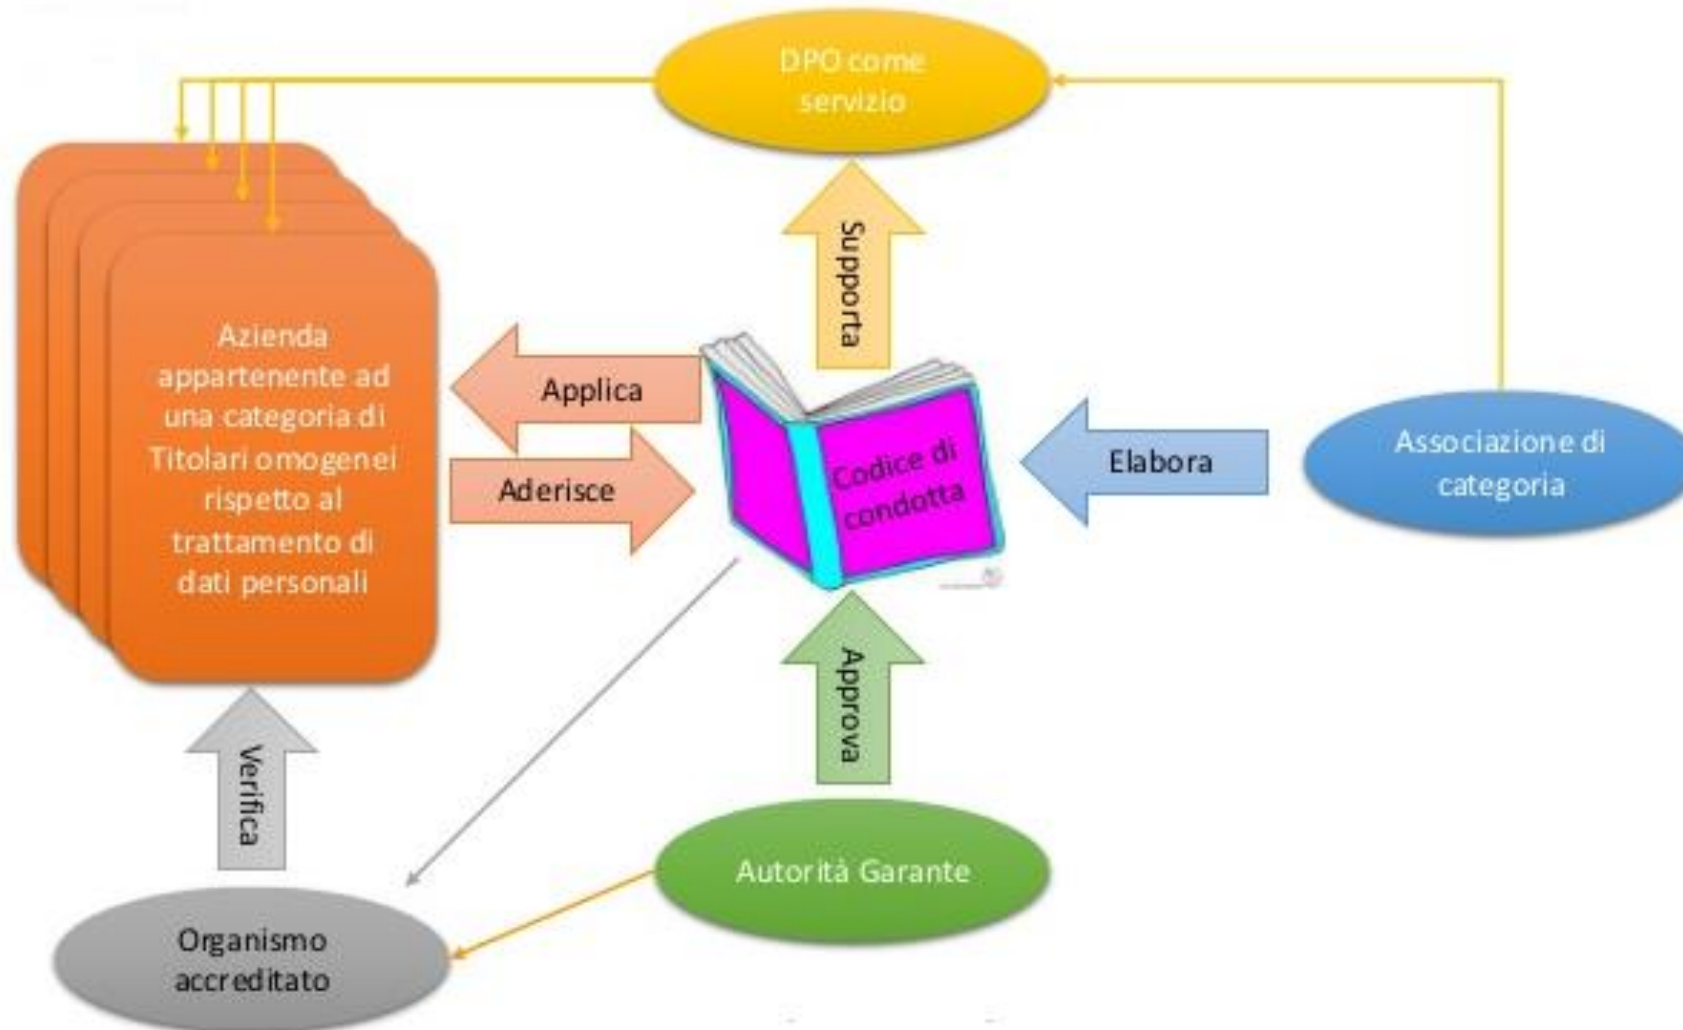 DPO come
servizio
Supporta
Azienda
appartenente ad
una categoria di
Titolari omogenei
rispetto al
trattamento di
dati personali
Applica
Aderisce
Codice di
condotta
Elabora
Associazione di
categoria
Approva
Verifica
Autorità Garante
Organismo
accreditato